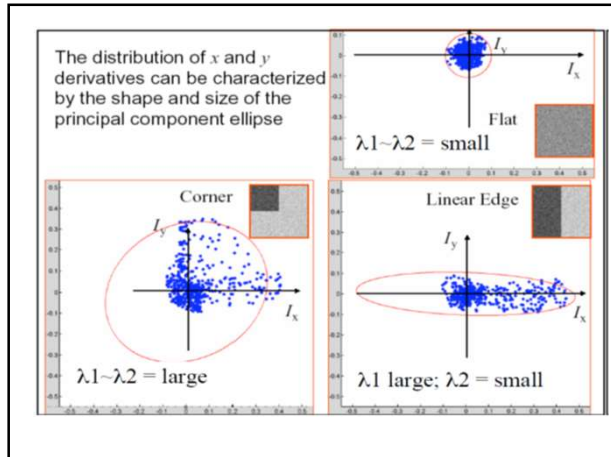 The distribution of x and y
derivatives can be characterized
by the shape and size of the
principal component ellipse
Iy
Ix
Flat
λ1~λ2 = small
Corner
Iy
Ix
λ1~λ2 = large
Linear Edge
Iy
Ix
λ1 large; λ2 = small